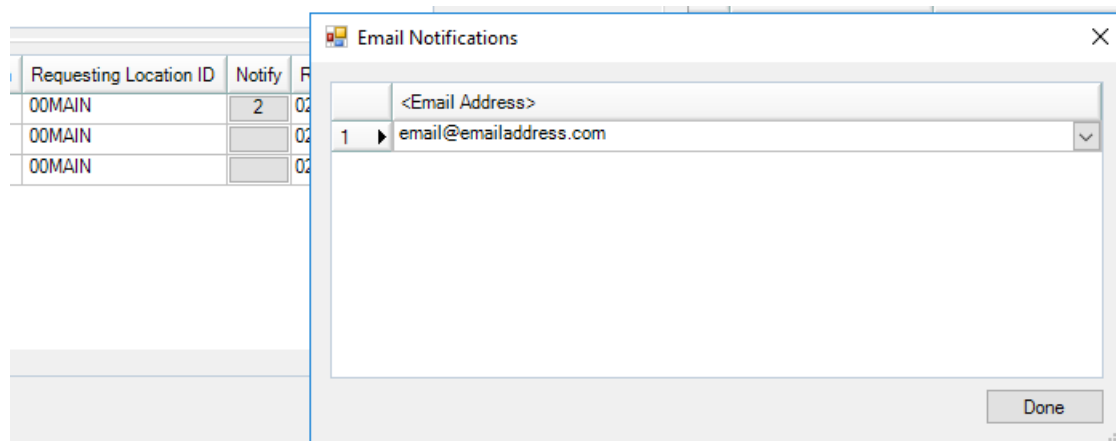 Email Notifications
Requesting Location ID Notify
<Email Address>
00MAIN 2 02
1 email@emailaddress.com
00MAIN 02
00MAIN 02
Done